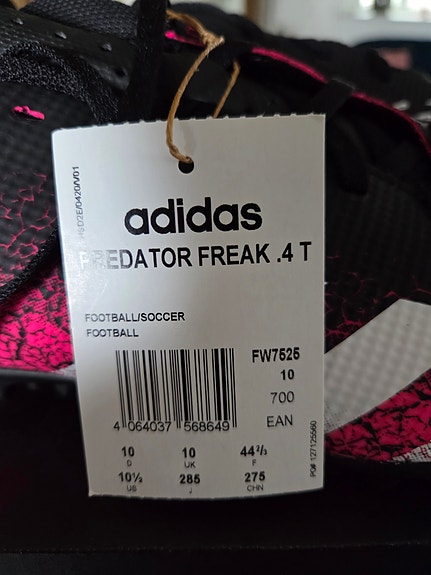 adidas
PREDATOR FREAK .4 T
FOOTBALL/SOCCER
FOOTBALL
FW7525
10
700
EAN
4 064037 568649
10 10 44⅔
D UK F
10½ 285 275
US J CHN
PO# 127125560